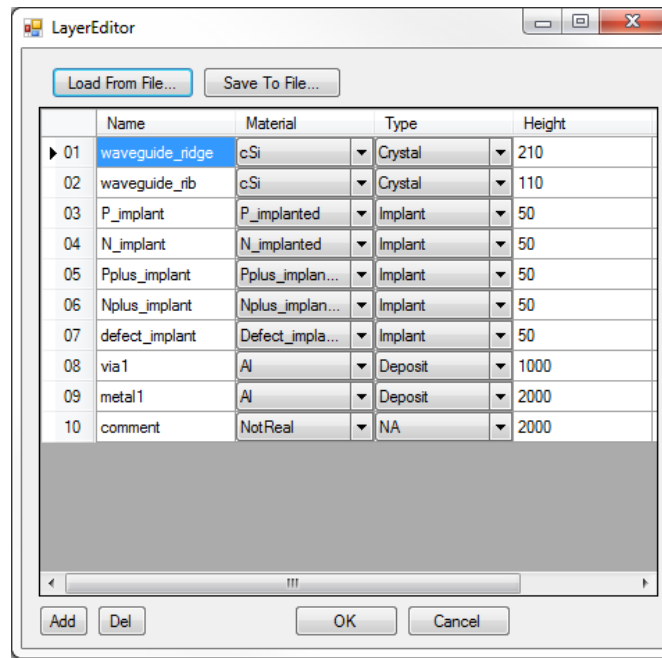 LayerEditor
Load From File... Save To File...
Name Material Type Height
01 waveguide_ridge cSi Crystal 210
02 waveguide_rib cSi Crystal 110
03 P_implant P_implanted Implant 50
04 N_implant N_implanted Implant 50
05 Pplus_implant Pplus_implan... Implant 50
06 Nplus_implant Nplus_implan... Implant 50
07 defect_implant Defect_impla... Implant 50
08 via1 Al Deposit 1000
09 metal1 Al Deposit 2000
10 comment NotReal NA 2000
Add Del OK Cancel